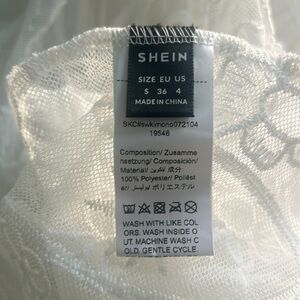 SHEIN
SIZE EU US
S 36 4
MADE IN CHINA
SKC#swkimono072104
19546
Composition/ Zusamme
nsetzung/ Composición/
Material/ تكوين/ 成分
100% Polyester/ Poliést
er/ بوليستر/ ポリエステル
WASH WITH LIKE COL
ORS. WASH INSIDE O
UT. MACHINE WASH C
OLD. GENTLE CYCLE.